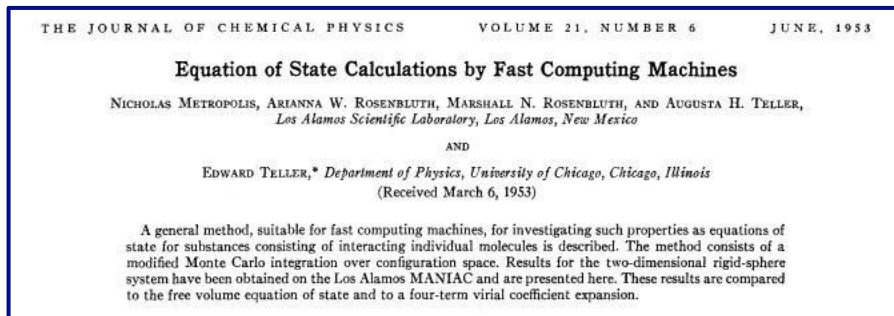 THE JOURNAL OF CHEMICAL PHYSICS VOLUME 21, NUMBER 6 JUNE, 1953
Equation of State Calculations by Fast Computing Machines
NICHOLAS METROPOLIS, ARIANNA W. ROSENBLUTH, MARSHALL N. ROSENBLUTH, AND AUGUSTA H. TELLER,
Los Alamos Scientific Laboratory, Los Alamos, New Mexico
AND
EDWARD TELLER,* Department of Physics, University of Chicago, Chicago, Illinois
(Received March 6, 1953)
A general method, suitable for fast computing machines, for investigating such properties as equations of
state for substances consisting of interacting individual molecules is described. The method consists of a
modified Monte Carlo integration over configuration space. Results for the two-dimensional rigid-sphere
system have been obtained on the Los Alamos MANIAC and are presented here. These results are compared
to the free volume equation of state and to a four-term virial coefficient expansion.